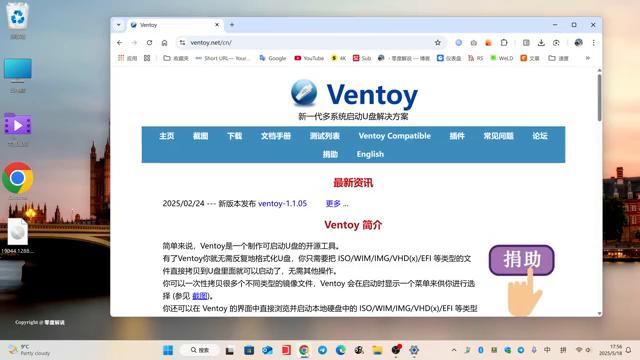 Ventoy
ventoy.net/cn/
应用
收藏夹
Short URL—
Google
YouTube
4K
Sub
零度解说 — 博客
仪表盘
RS
WeLD
文章
速度
Ventoy
新一代多系统启动U盘解决方案
主页 截图 下载 文档手册 测试列表 Ventoy Compatible 插件 常见问题 论坛
捐助 English
最新资讯
2025/02/24 --- 新版本发布 ventoy-1.1.05 更多 ...
Ventoy 简介
简单来说，Ventoy是一个制作可启动U盘的开源工具。
有了Ventoy你就无需反复地格式化U盘，你只需要把 ISO/WIM/IMG/VHD(x)/EFI 等类型的文
件直接拷贝到U盘里面就可以启动了，无需其他操作。
你可以一次性拷贝很多个不同类型的镜像文件，Ventoy 会在启动时显示一个菜单来供你进行选
择 (参见 截图)。
你还可以在 Ventoy 的界面中直接浏览并启动本地硬盘中的 ISO/WIM/IMG/VHD(x)/EFI 等类型
捐助
19044.1288...
Copyright @ 零度解说
9°C
Partly cloudy
搜索
中
拼
17:56
2025/5/18